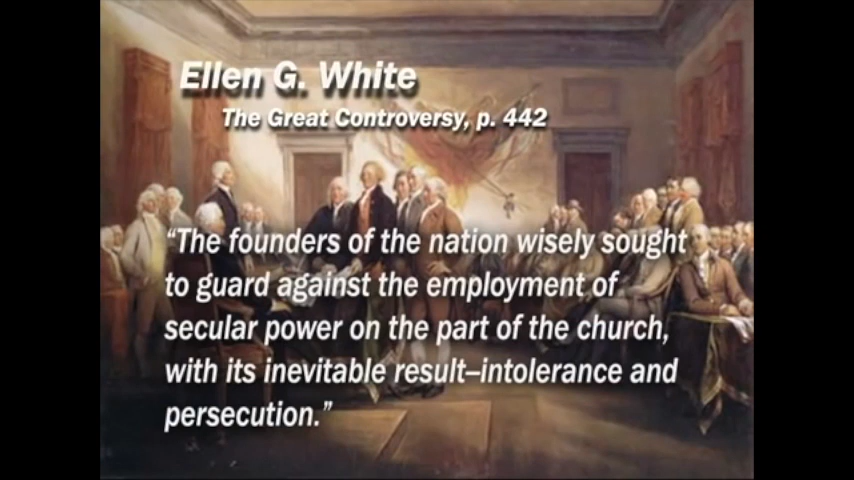 Ellen G. White
The Great Controversy, p. 442
“The founders of the nation wisely sought
to guard against the employment of
secular power on the part of the church,
with its inevitable result–intolerance and
persecution.”